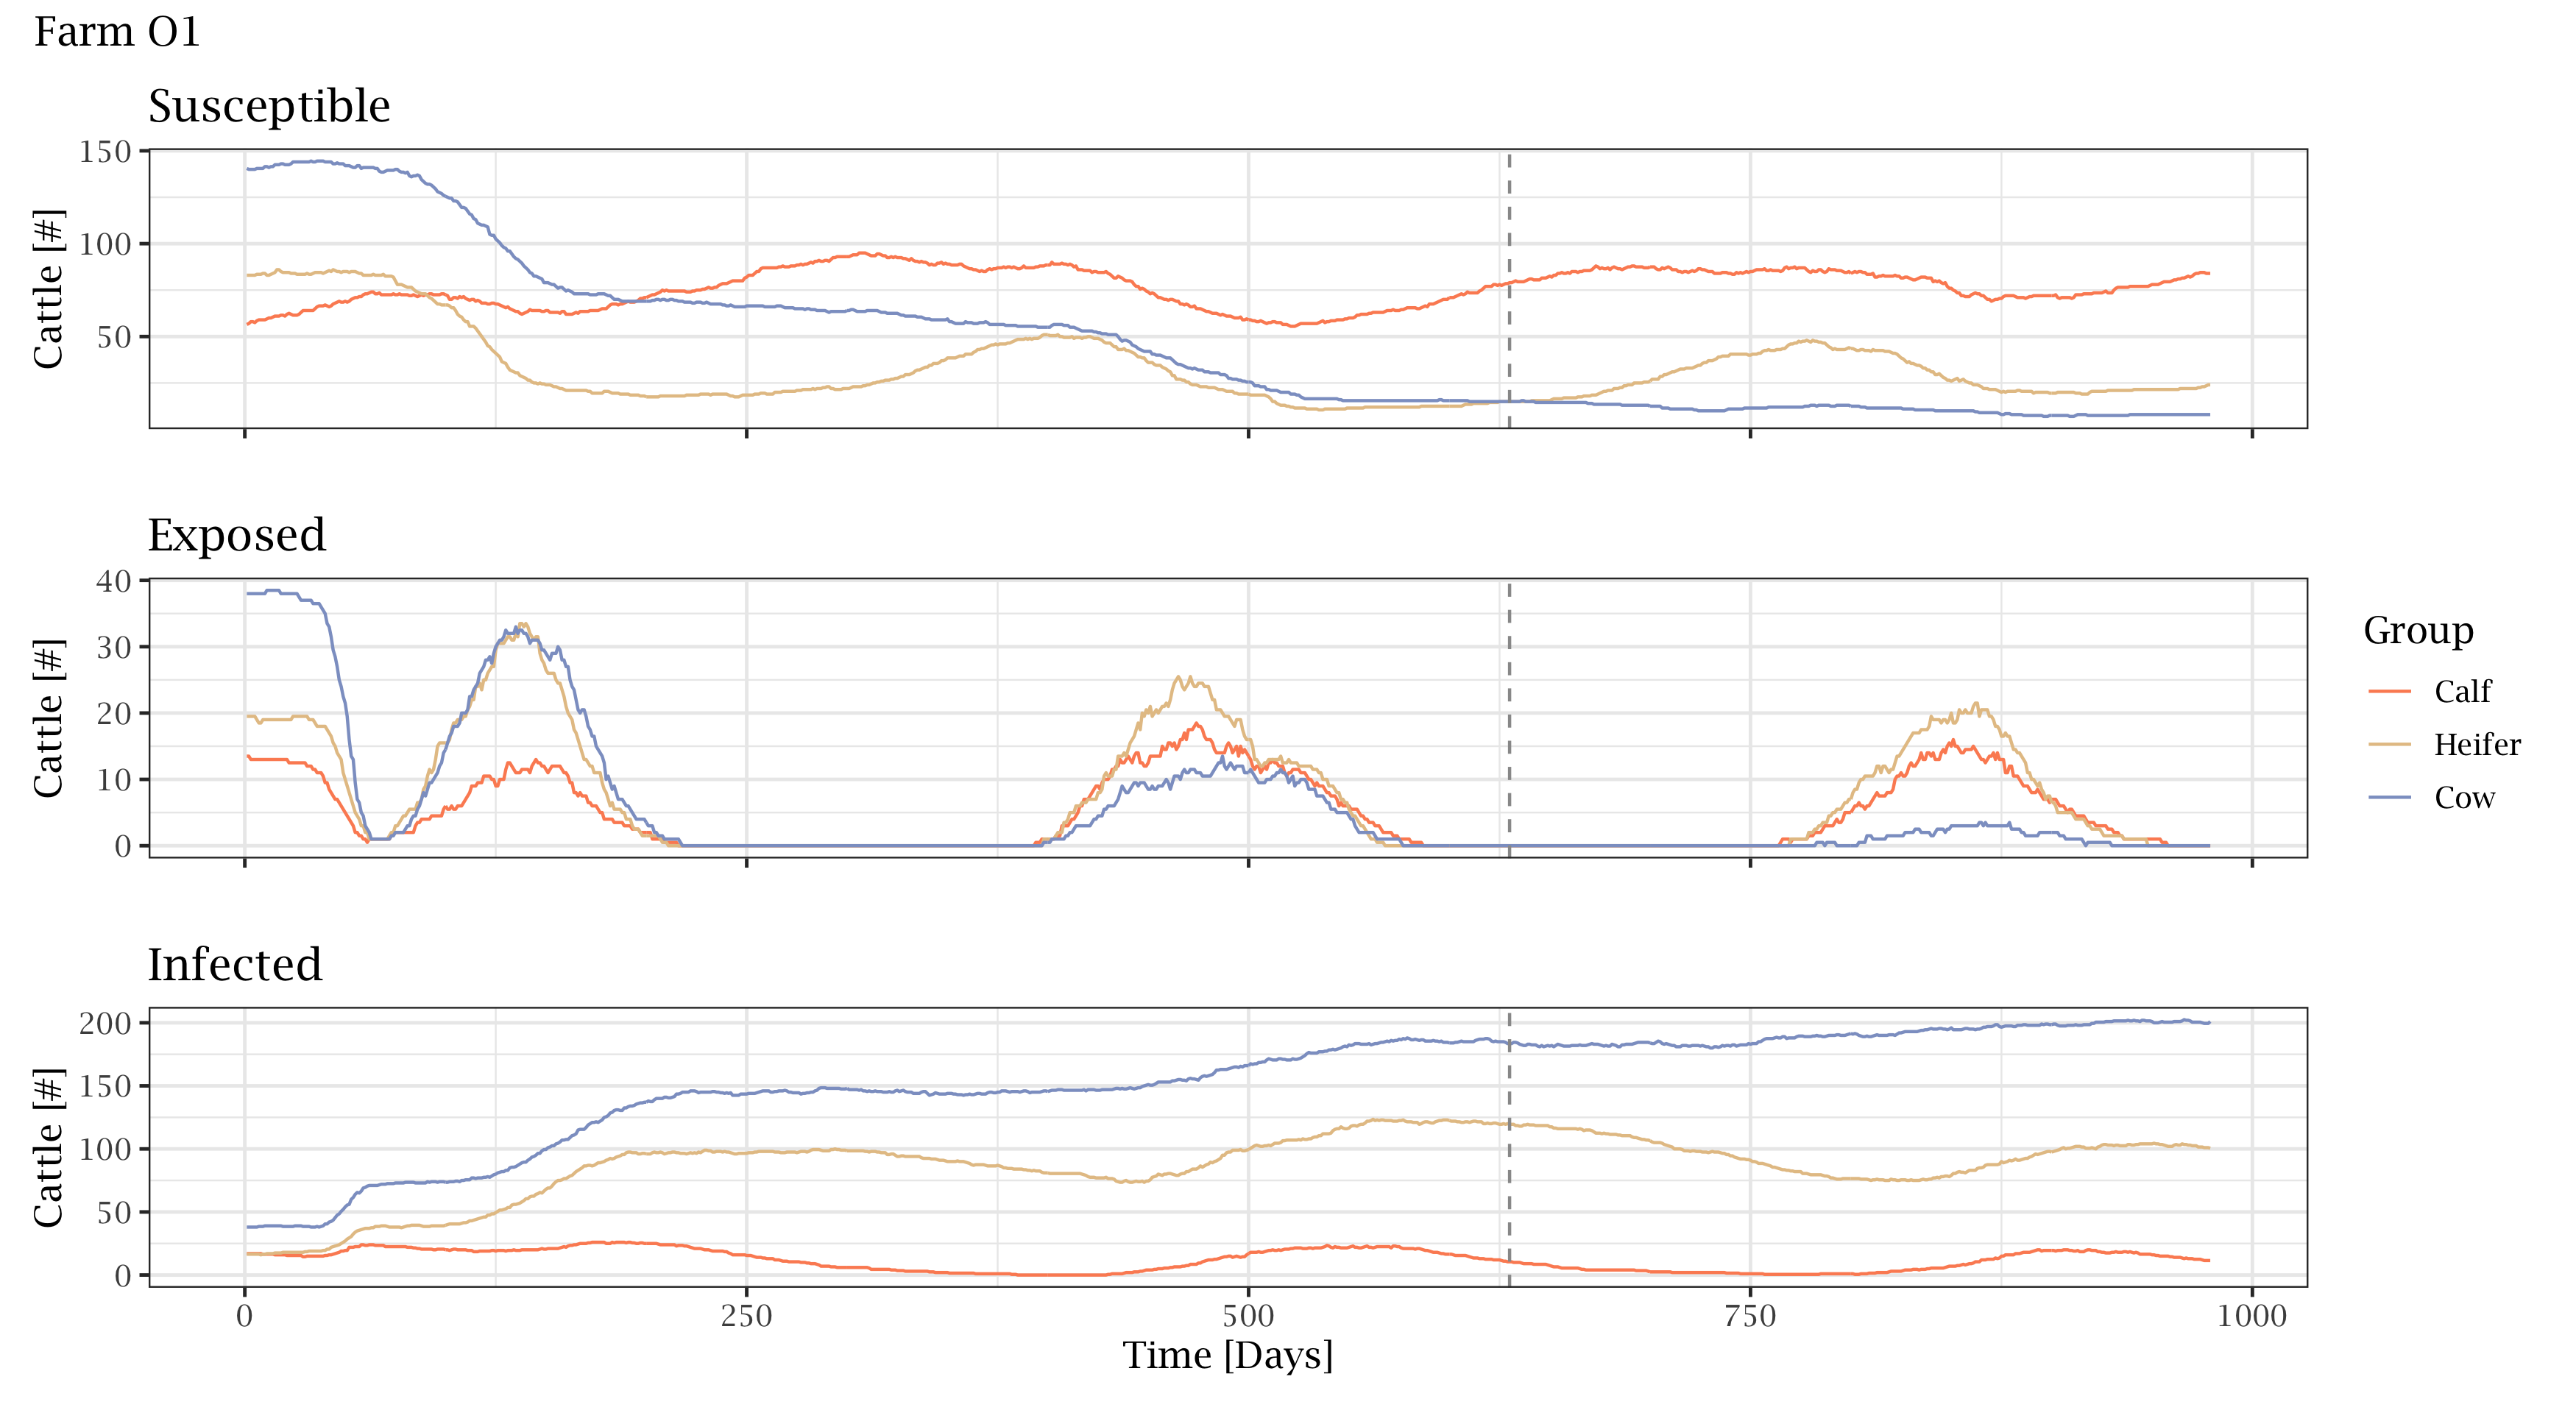 Farm O1
Susceptible
150
100
50
Cattle [#]
Exposed
40
30
20
10
0
Cattle [#]
Group
Calf
Heifer
Cow
Infected
200
150
100
50
0
Cattle [#]
0 250 500 750 1000
Time [Days]